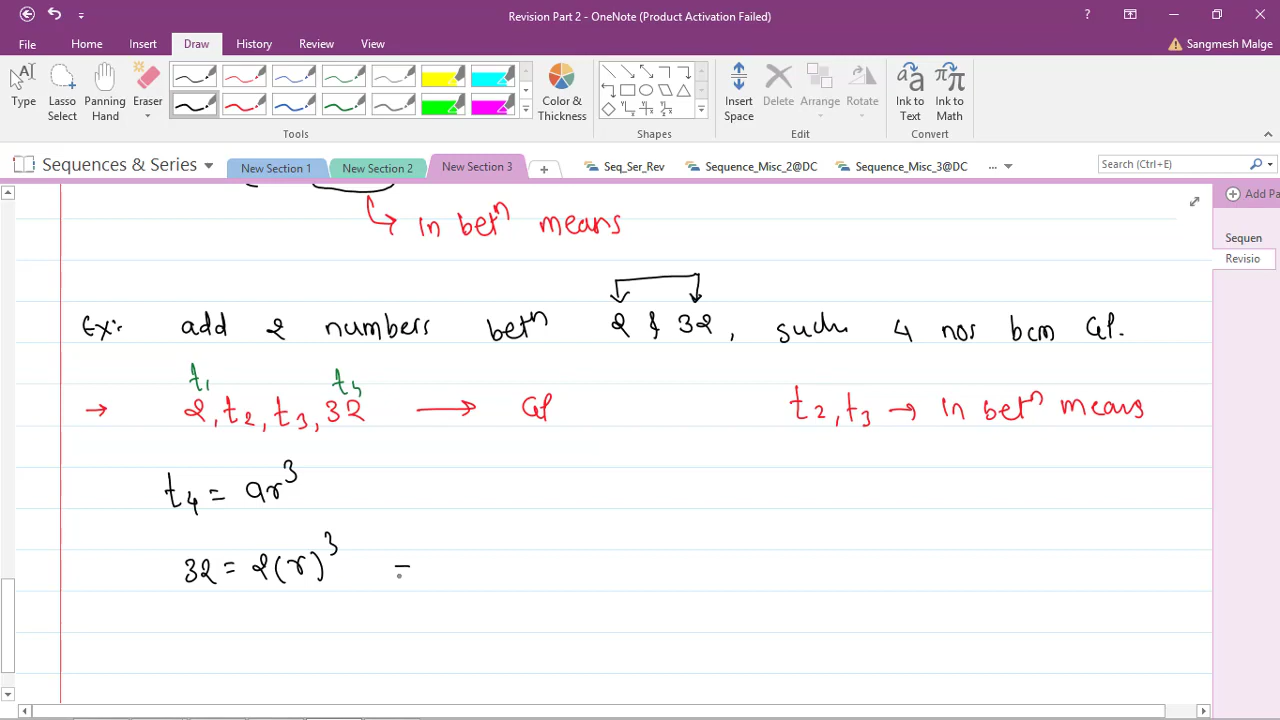 Revision Part 2 - OneNote (Product Activation Failed)
?
File Home Insert Draw History Review View Sangmesh Malge
Type Lasso Select Panning Hand Eraser Color & Thickness Insert Space Delete Arrange Rotate Ink to Text Ink to Math
Tools Shapes Edit Convert
Sequences & Series New Section 1 New Section 2 New Section 3 + Seq_Ser_Rev Sequence_Misc_2@DC Sequence_Misc_3@DC ... Search (Ctrl+E)
Add Pa
Sequen
Revisio
↳ in betⁿ means
Ex: add 2 numbers betⁿ 2 & 32, such 4 nos bcm GP.
t₁ t₄
→ 2, t₂, t₃, 32 → GP t₂, t₃ → in betⁿ means
t₄ = ar³
32 = 2(r)³ =